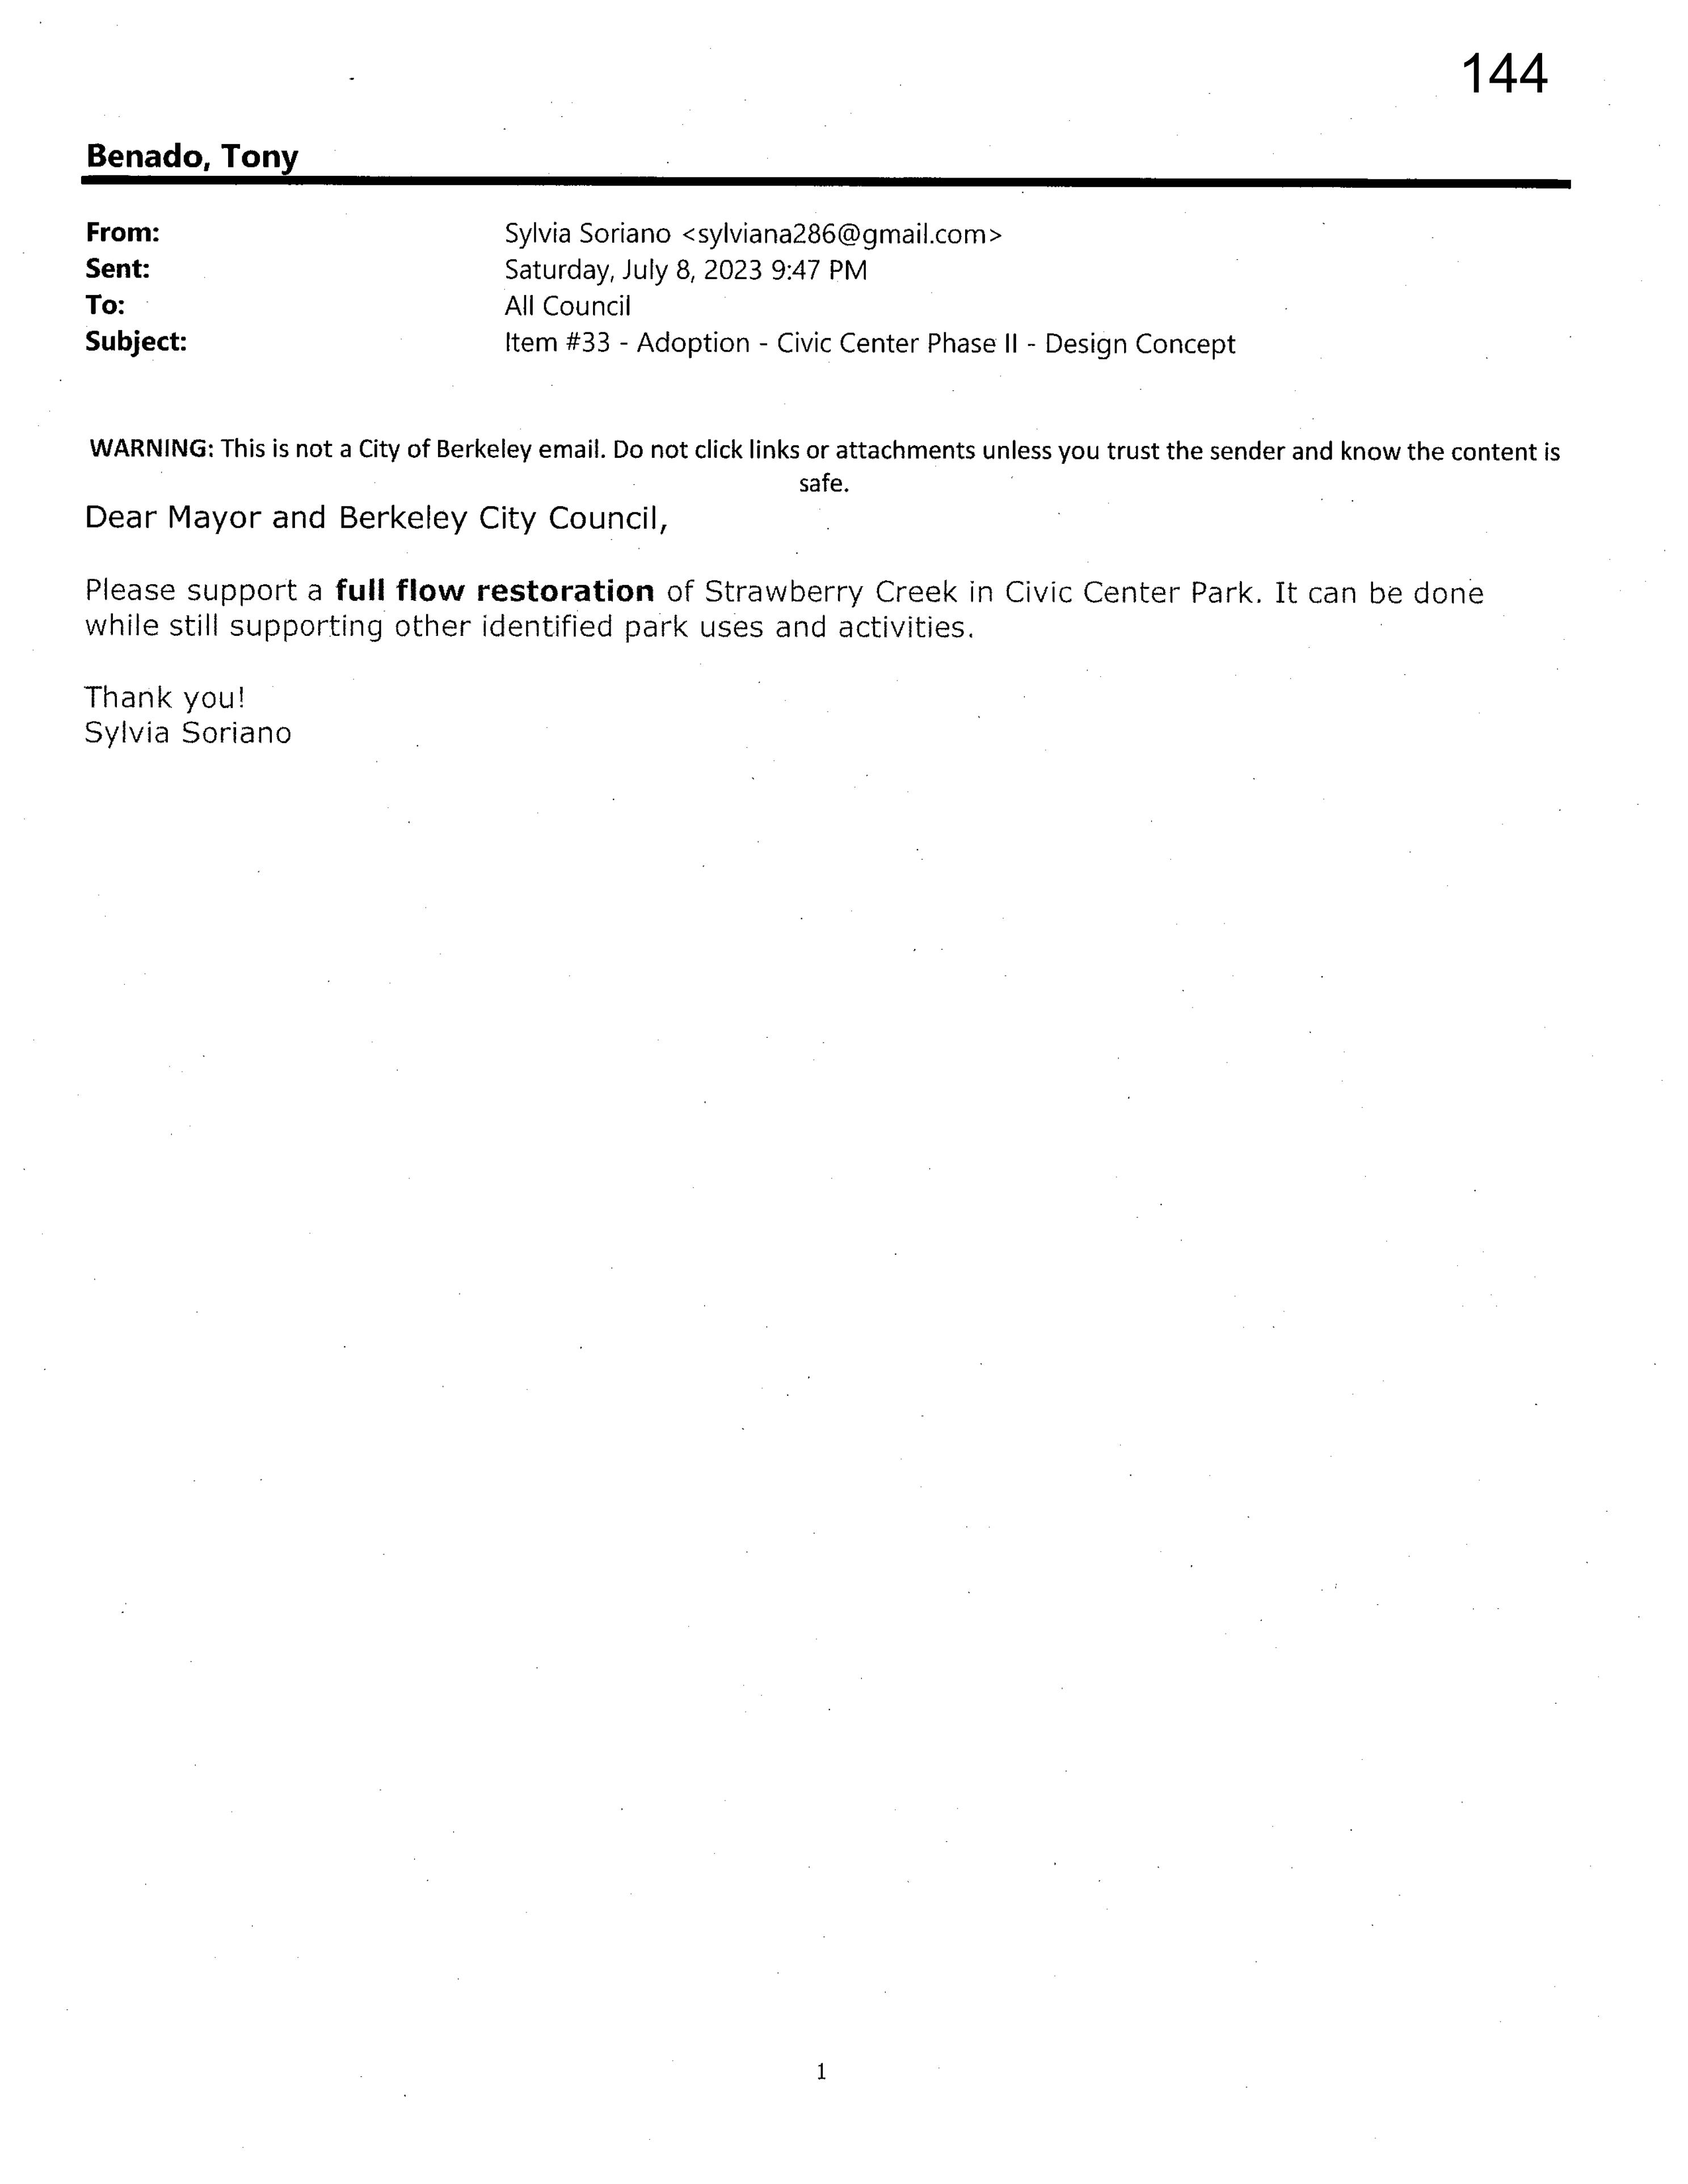 144
Benado, Tony
From: Sylvia Soriano <sylviana286@gmail.com>
Sent: Saturday, July 8, 2023 9:47 PM
To: All Council
Subject: Item #33 - Adoption - Civic Center Phase II - Design Concept
WARNING: This is not a City of Berkeley email. Do not click links or attachments unless you trust the sender and know the content is
safe.
Dear Mayor and Berkeley City Council,
Please support a full flow restoration of Strawberry Creek in Civic Center Park. It can be done
while still supporting other identified park uses and activities.
Thank you!
Sylvia Soriano
1